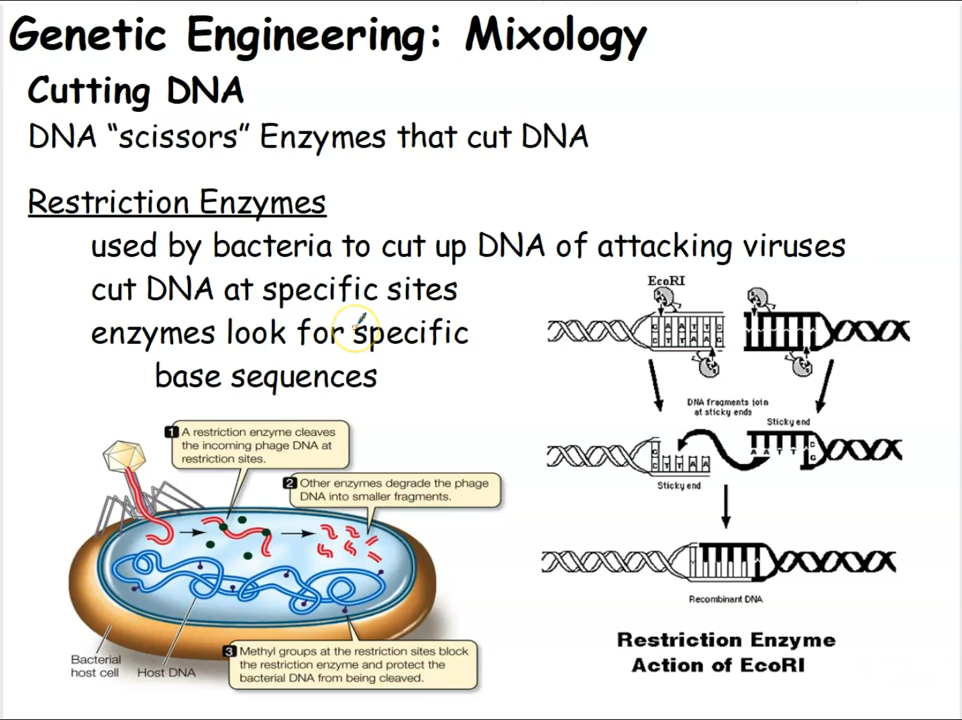 Genetic Engineering: Mixology
Cutting DNA
DNA “scissors” Enzymes that cut DNA
Restriction Enzymes
used by bacteria to cut up DNA of attacking viruses
cut DNA at specific sites
enzymes look for specific
base sequences
1 A restriction enzyme cleaves
the incoming phage DNA at
restriction sites.
2 Other enzymes degrade the phage
DNA into smaller fragments.
3 Methyl groups at the restriction sites block
the restriction enzyme and protect the
bacterial DNA from being cleaved.
Bacterial
host cell
Host DNA
EcoRI
G A A T T C
C T T A A G
DNA fragments join
at sticky ends
Sticky end
G
C T T A A
A A T T C
G
Sticky end
Recombinant DNA
Restriction Enzyme
Action of EcoRI